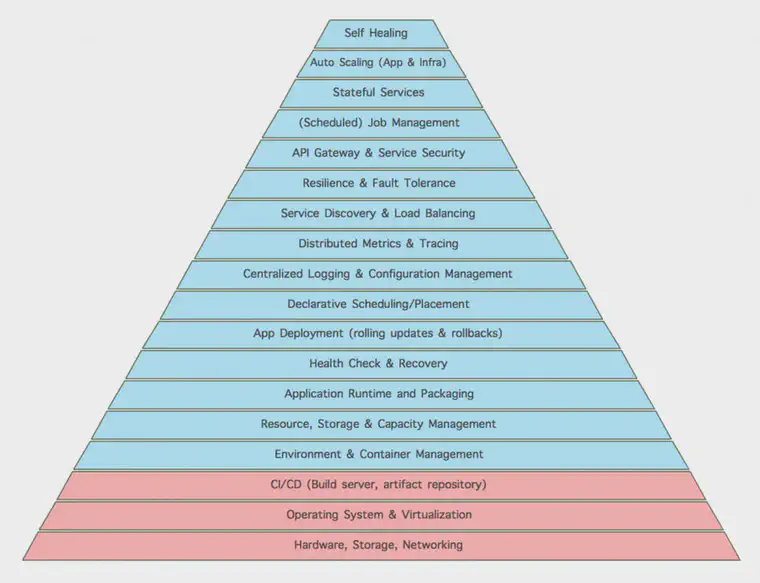 Self Healing
Auto Scaling (App & Infra)
Stateful Services
(Scheduled) Job Management
API Gateway & Service Security
Resilience & Fault Tolerance
Service Discovery & Load Balancing
Distributed Metrics & Tracing
Centralized Logging & Configuration Management
Declarative Scheduling/Placement
App Deployment (rolling updates & rollbacks)
Health Check & Recovery
Application Runtime and Packaging
Resource, Storage & Capacity Management
Environment & Container Management
CI/CD (Build server, artifact repository)
Operating System & Virtualization
Hardware, Storage, Networking